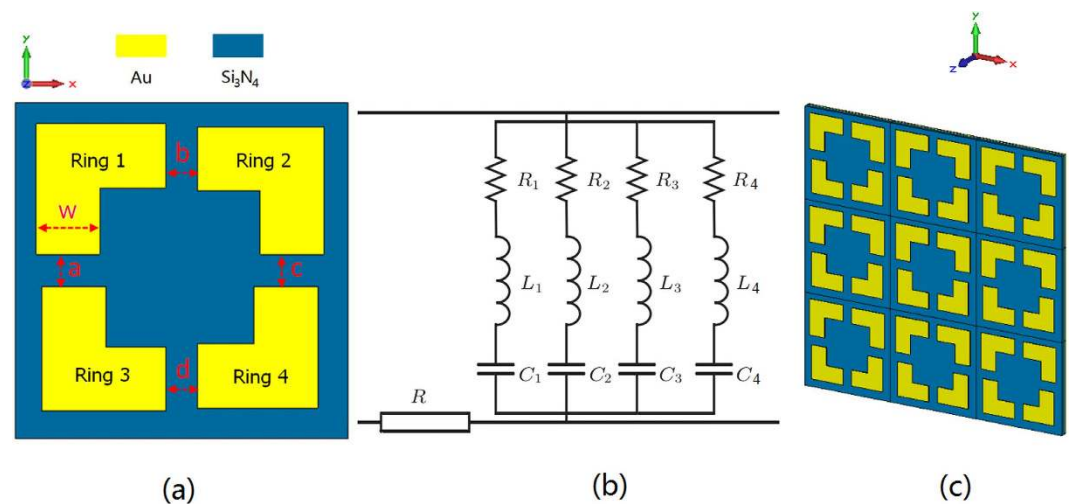 y
z x
Au
Si₃N₄
Ring 1
b
Ring 2
w
a
c
Ring 3
d
Ring 4
(a)
R₁ R₂ R₃ R₄
L₁ L₂ L₃ L₄
C₁ C₂ C₃ C₄
R
(b)
y
z x
(c)